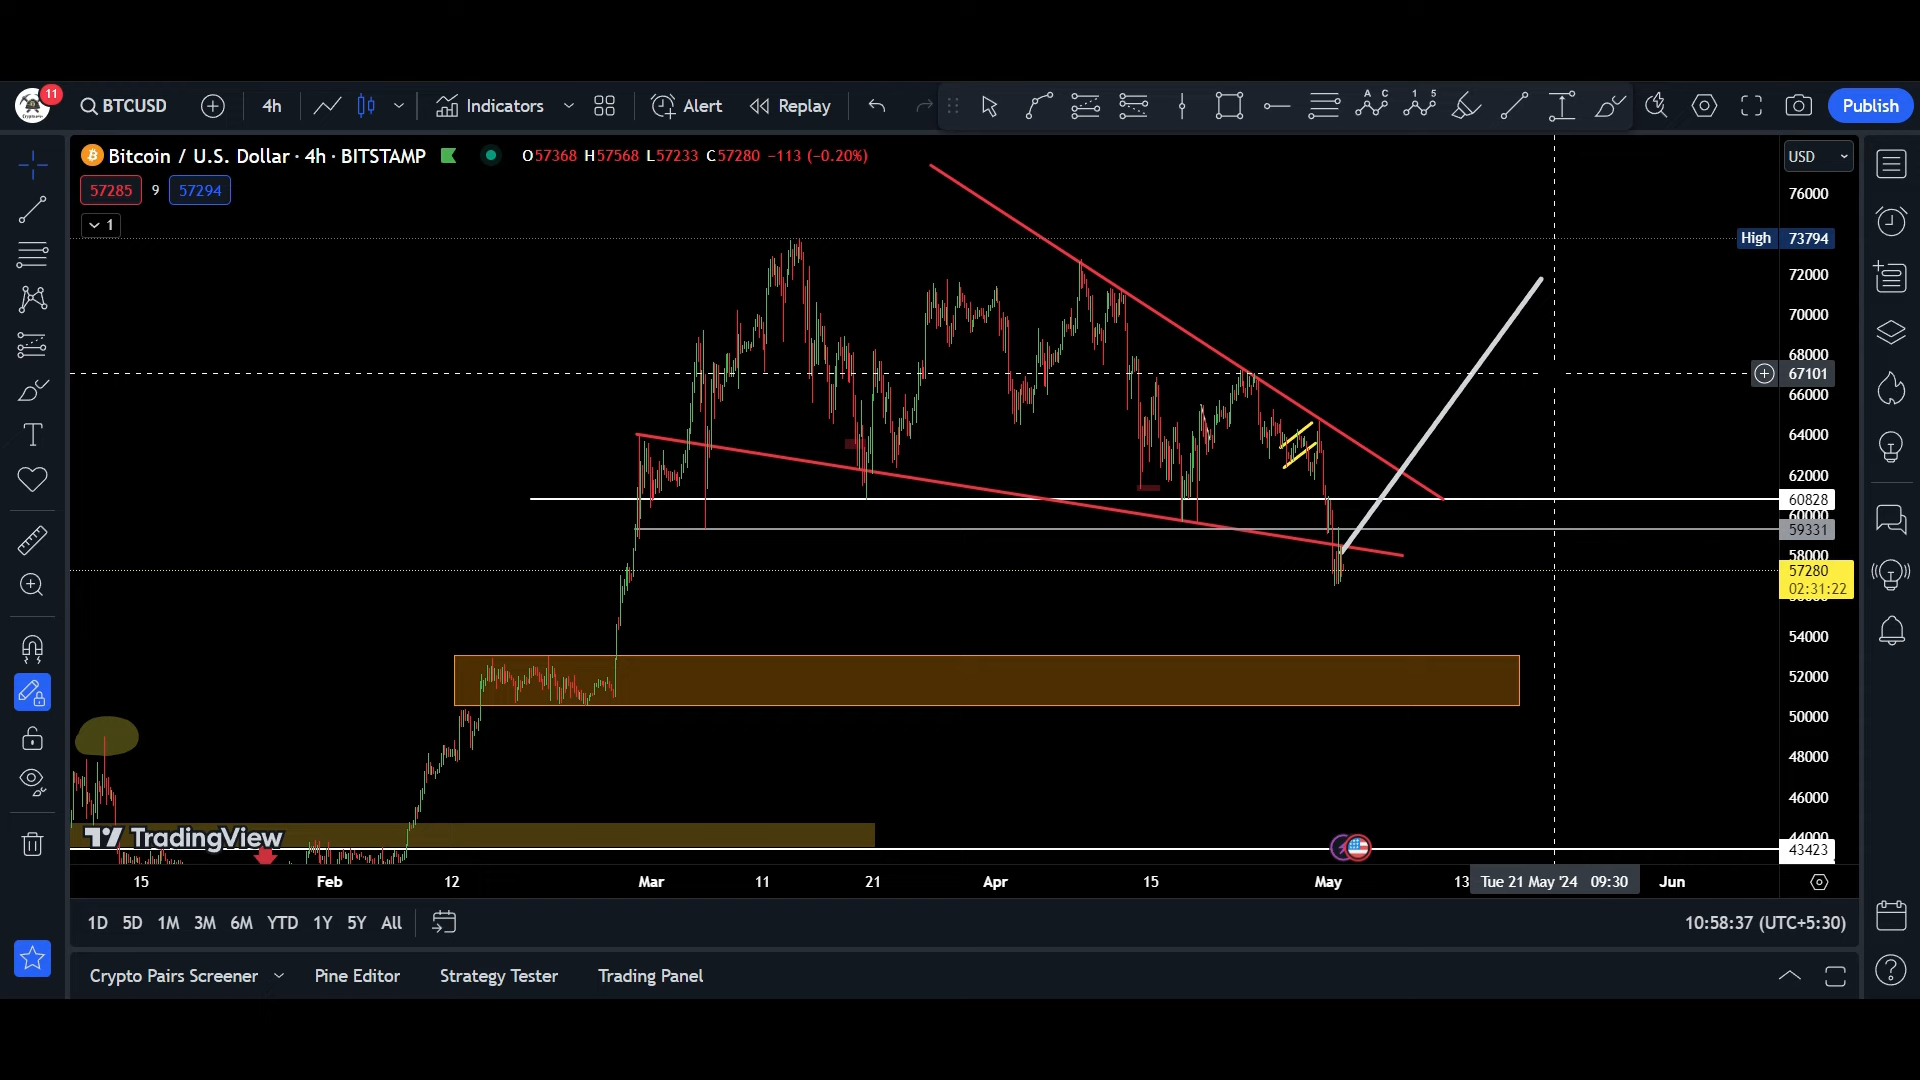 11
BTCUSD 4h Indicators Alert Replay Publish
Bitcoin / U.S. Dollar · 4h · BITSTAMP O57368 H57568 L57233 C57280 −113 (−0.20%) USD
57285 9 57294
1
76000
High 73794
72000
70000
68000
67101
66000
64000
62000
60828
60000
59331
58000
57280
02:31:22
54000
52000
50000
48000
46000
44000
43423
TradingView
15 Feb 12 Mar 11 21 Apr 15 May 13 Tue 21 May '24 09:30 Jun
1D 5D 1M 3M 6M YTD 1Y 5Y All 10:58:37 (UTC+5:30)
Crypto Pairs Screener Pine Editor Strategy Tester Trading Panel